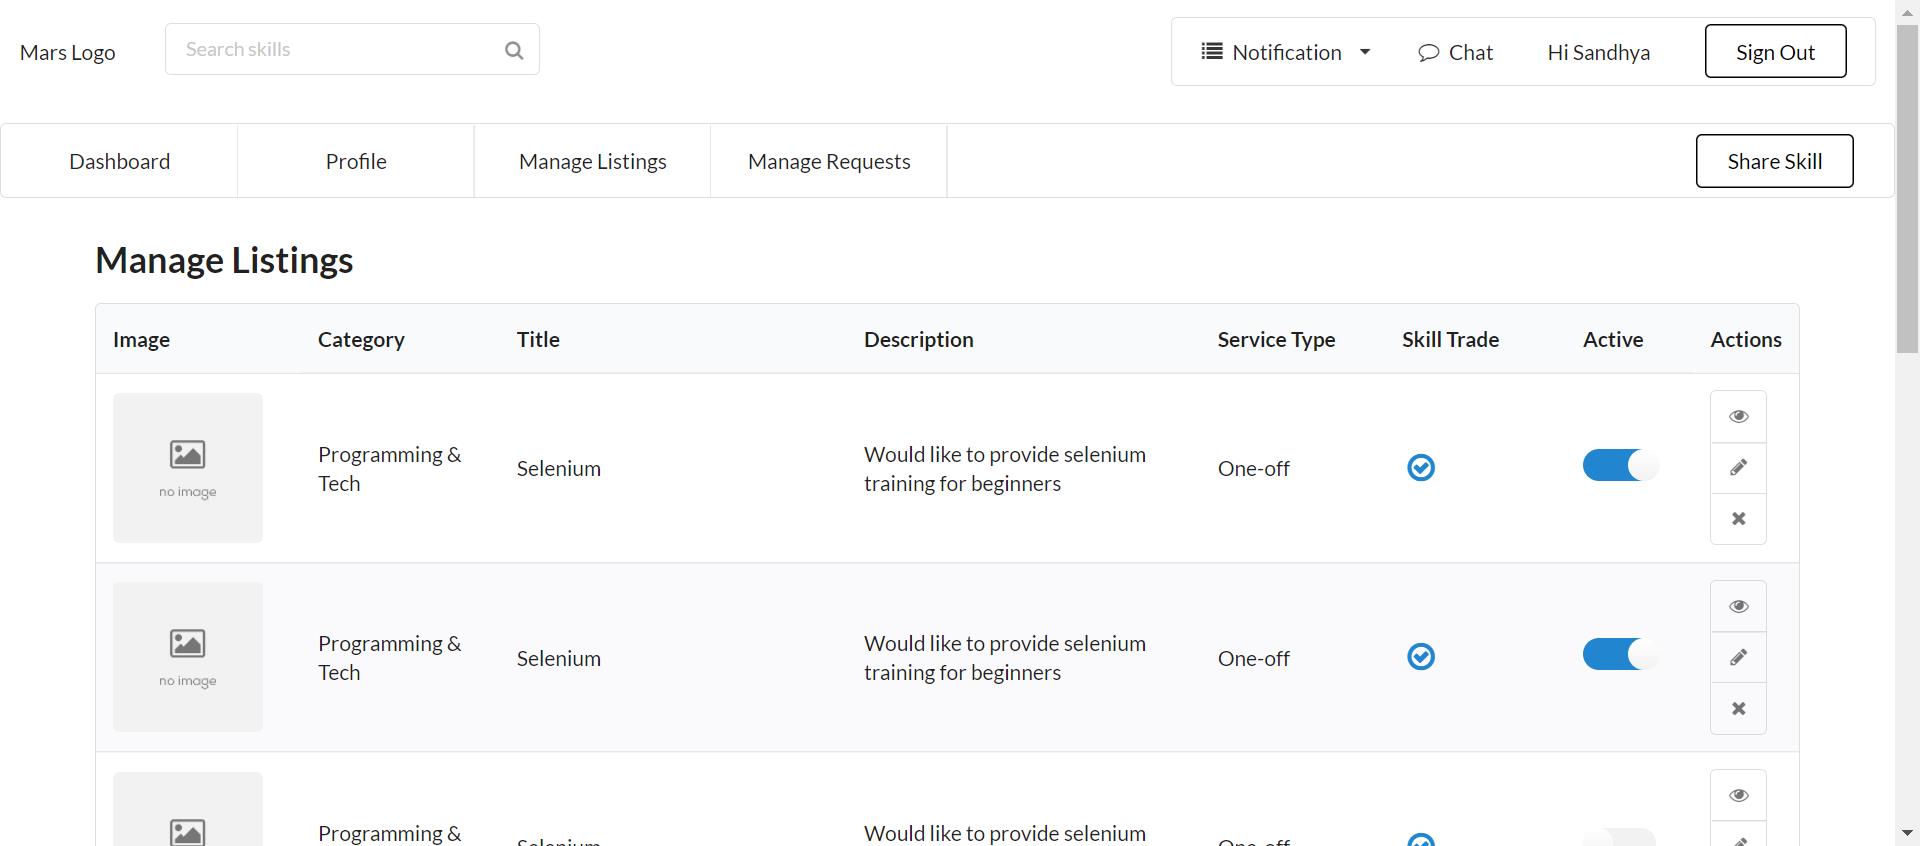 Mars Logo
Search skills
Notification
Chat
Hi Sandhya
Sign Out
Dashboard
Profile
Manage Listings
Manage Requests
Share Skill
Manage Listings
Image
Category
Title
Description
Service Type
Skill Trade
Active
Actions
no image
Programming &
Tech
Selenium
Would like to provide selenium
training for beginners
One-off
no image
Programming &
Tech
Selenium
Would like to provide selenium
training for beginners
One-off
Programming &
Selenium
Would like to provide selenium
One-off